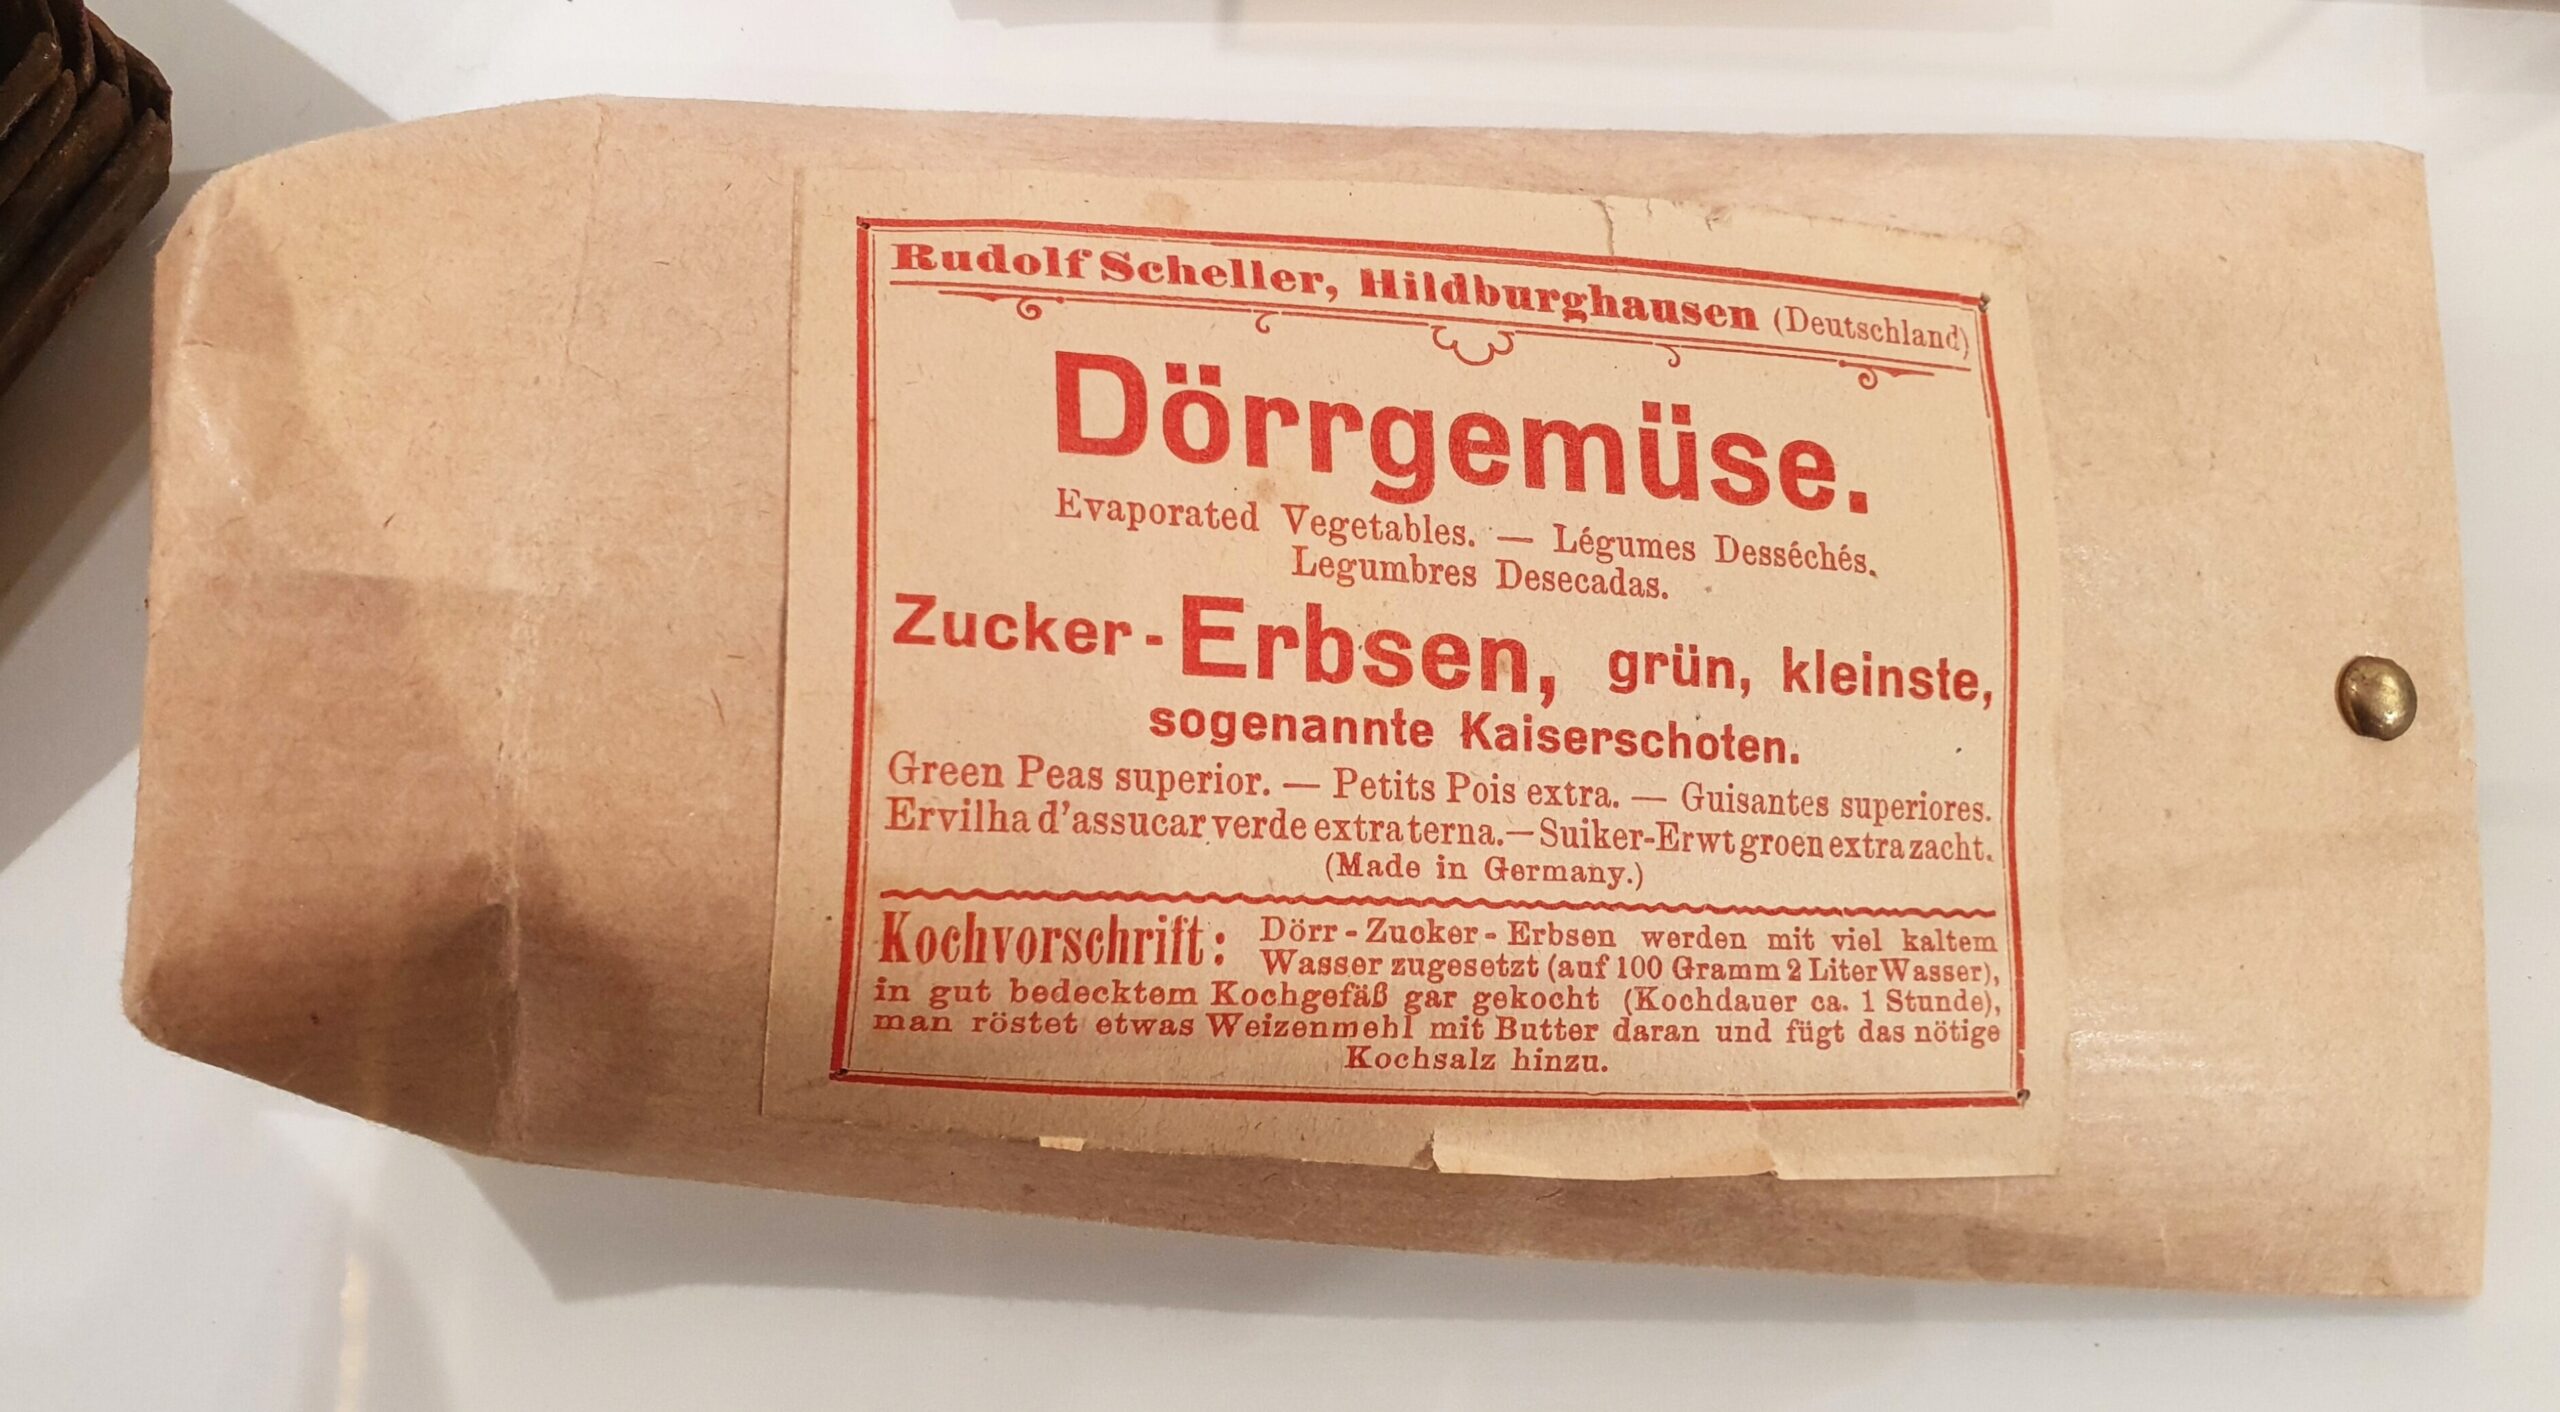 Rudolf Scheller, Hildburghausen (Deutschland)
Dörrgemüse.
Evaporated Vegetables. — Légumes Desséchés.
Legumbres Desecadas.
Zucker-Erbsen, grün, kleinste,
sogenannte Kaiserschoten.
Green Peas superior. — Petits Pois extra. — Guisantes superiores.
Ervilha d'assucar verde extra terna. — Suiker-Erwt groen extra zacht.
(Made in Germany.)
Kochvorschrift: Dörr-Zucker-Erbsen werden mit viel kaltem
Wasser zugesetzt (auf 100 Gramm 2 Liter Wasser),
in gut bedecktem Kochgefäß gar gekocht (Kochdauer ca. 1 Stunde),
man röstet etwas Weizenmehl mit Butter daran und fügt das nötige
Kochsalz hinzu.